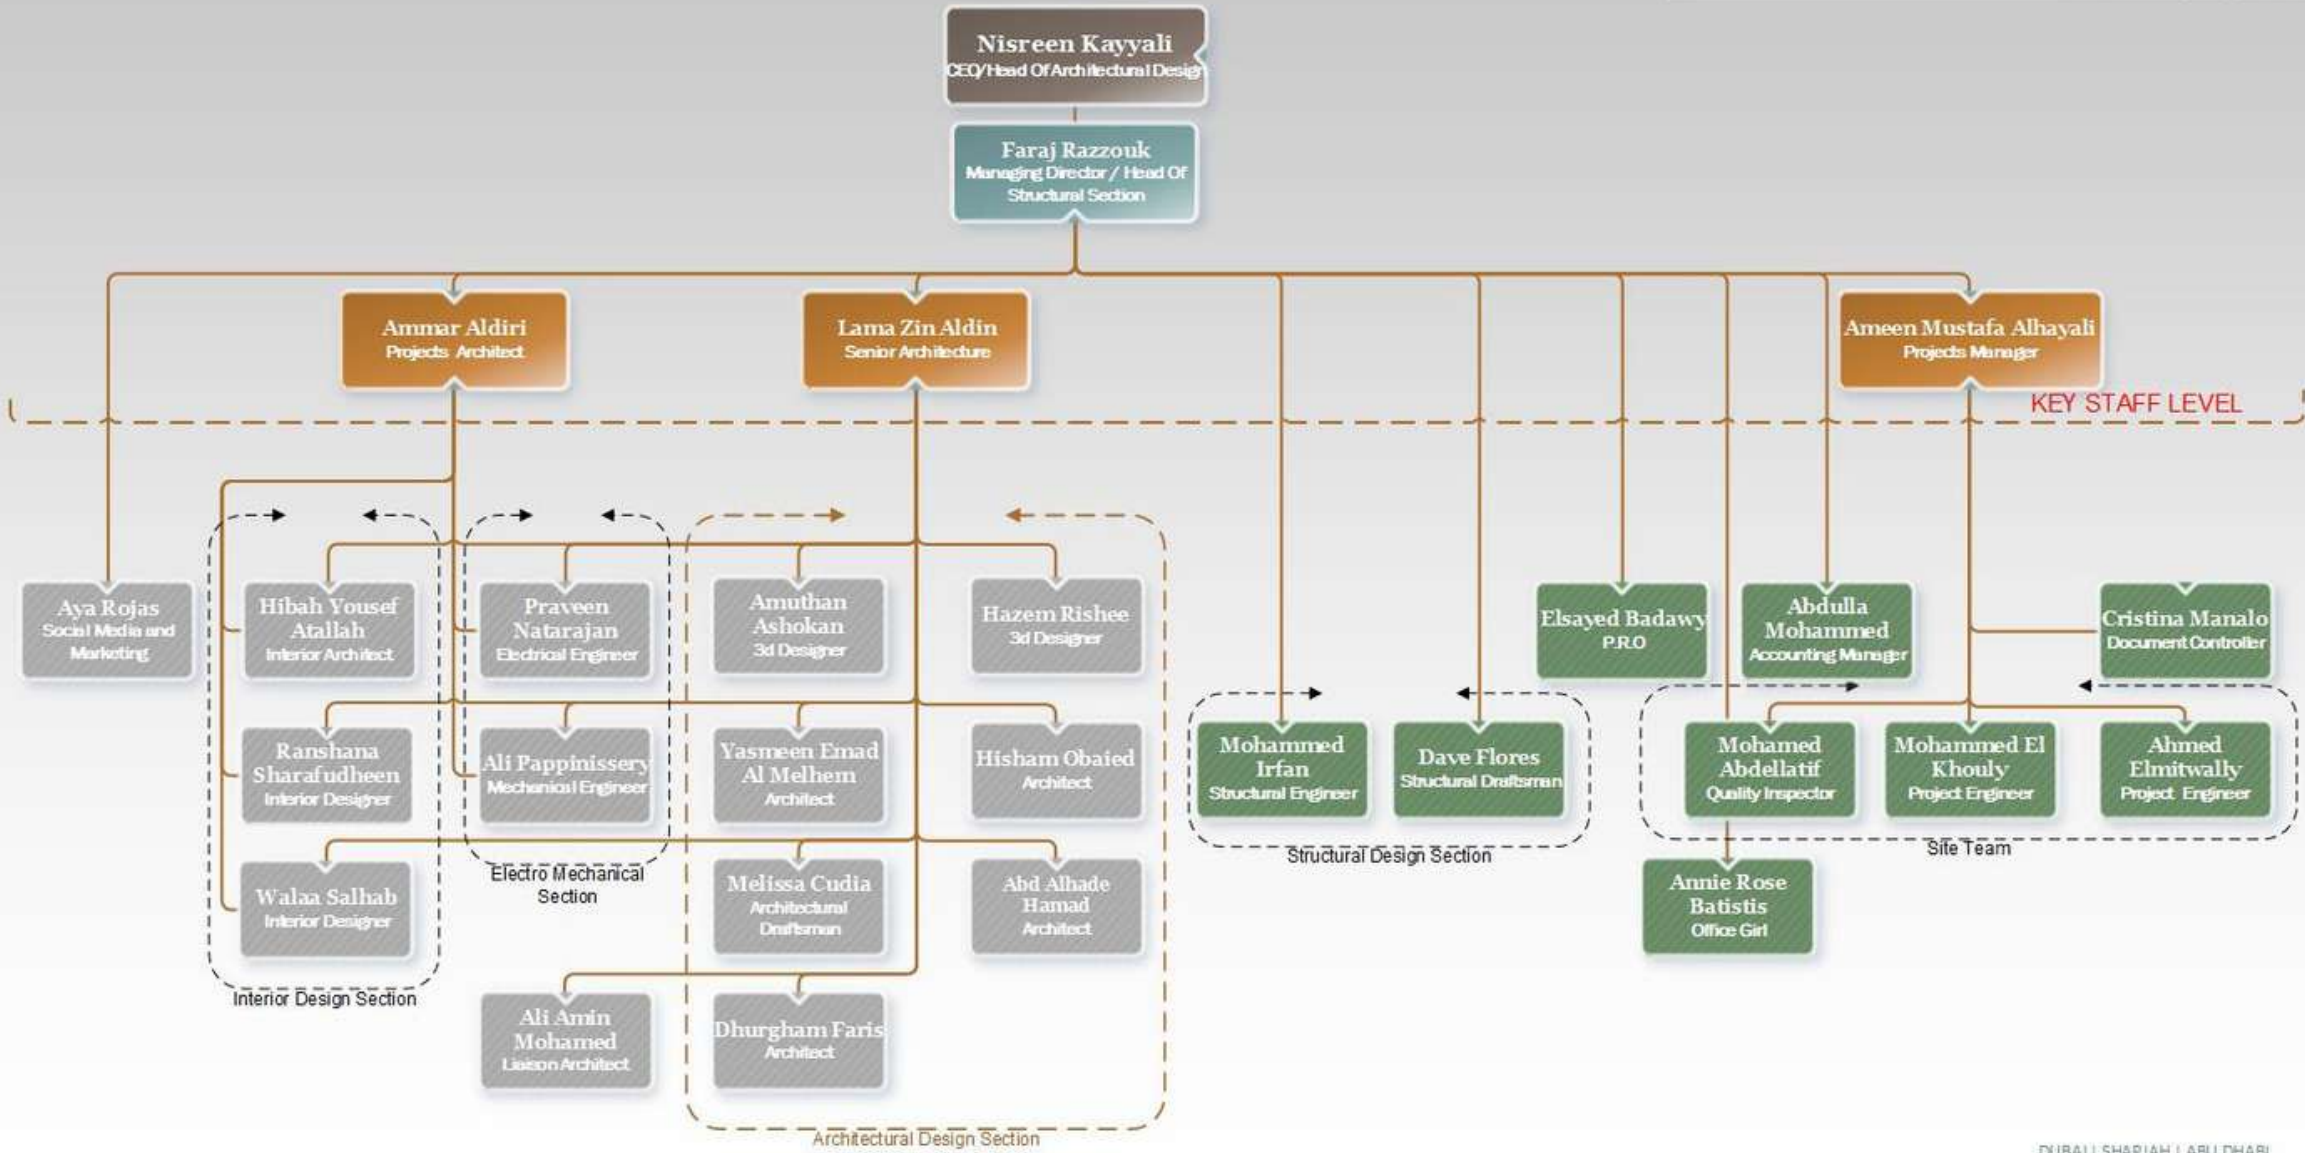 Nisreen Kayyali
CEO/Head Of Architectural Design
Faraj Razzouk
Managing Director / Head Of
Structural Section
Ammar Aldiri
Projects Architect
Lama Zin Aldin
Senior Architecture
Ameen Mustafa Alhayali
Projects Manager
KEY STAFF LEVEL
Aya Rojas
Social Media and
Marketing
Hibah Yousef
Atallah
Interior Architect
Praveen
Natarajan
Electrical Engineer
Amuthan
Ashokan
3d Designer
Hazem Rishee
3d Designer
Elsayed Badawy
P.R.O
Abdulla
Mohammed
Accounting Manager
Cristina Manalo
Document Controller
Ranshana
Sharafudheen
Interior Designer
Ali Pappinissery
Mechanical Engineer
Yasmeen Emad
Al Melhem
Architect
Hisham Obaied
Architect
Mohammed
Irfan
Structural Engineer
Dave Flores
Structural Draftsman
Mohamed
Abdellatif
Quality Inspector
Mohammed El
Khouly
Project Engineer
Ahmed
Elmitwally
Project Engineer
Structural Design Section
Site Team
Walaa Salhab
Interior Designer
Electro Mechanical
Section
Melissa Cudia
Architectural
Draftsman
Abd Alhade
Hamad
Architect
Annie Rose
Batistis
Office Girl
Interior Design Section
Ali Amin
Mohamed
Liaison Architect
Dhurgham Faris
Architect
Architectural Design Section
DUBAI | SHARJAH | ABU DHABI